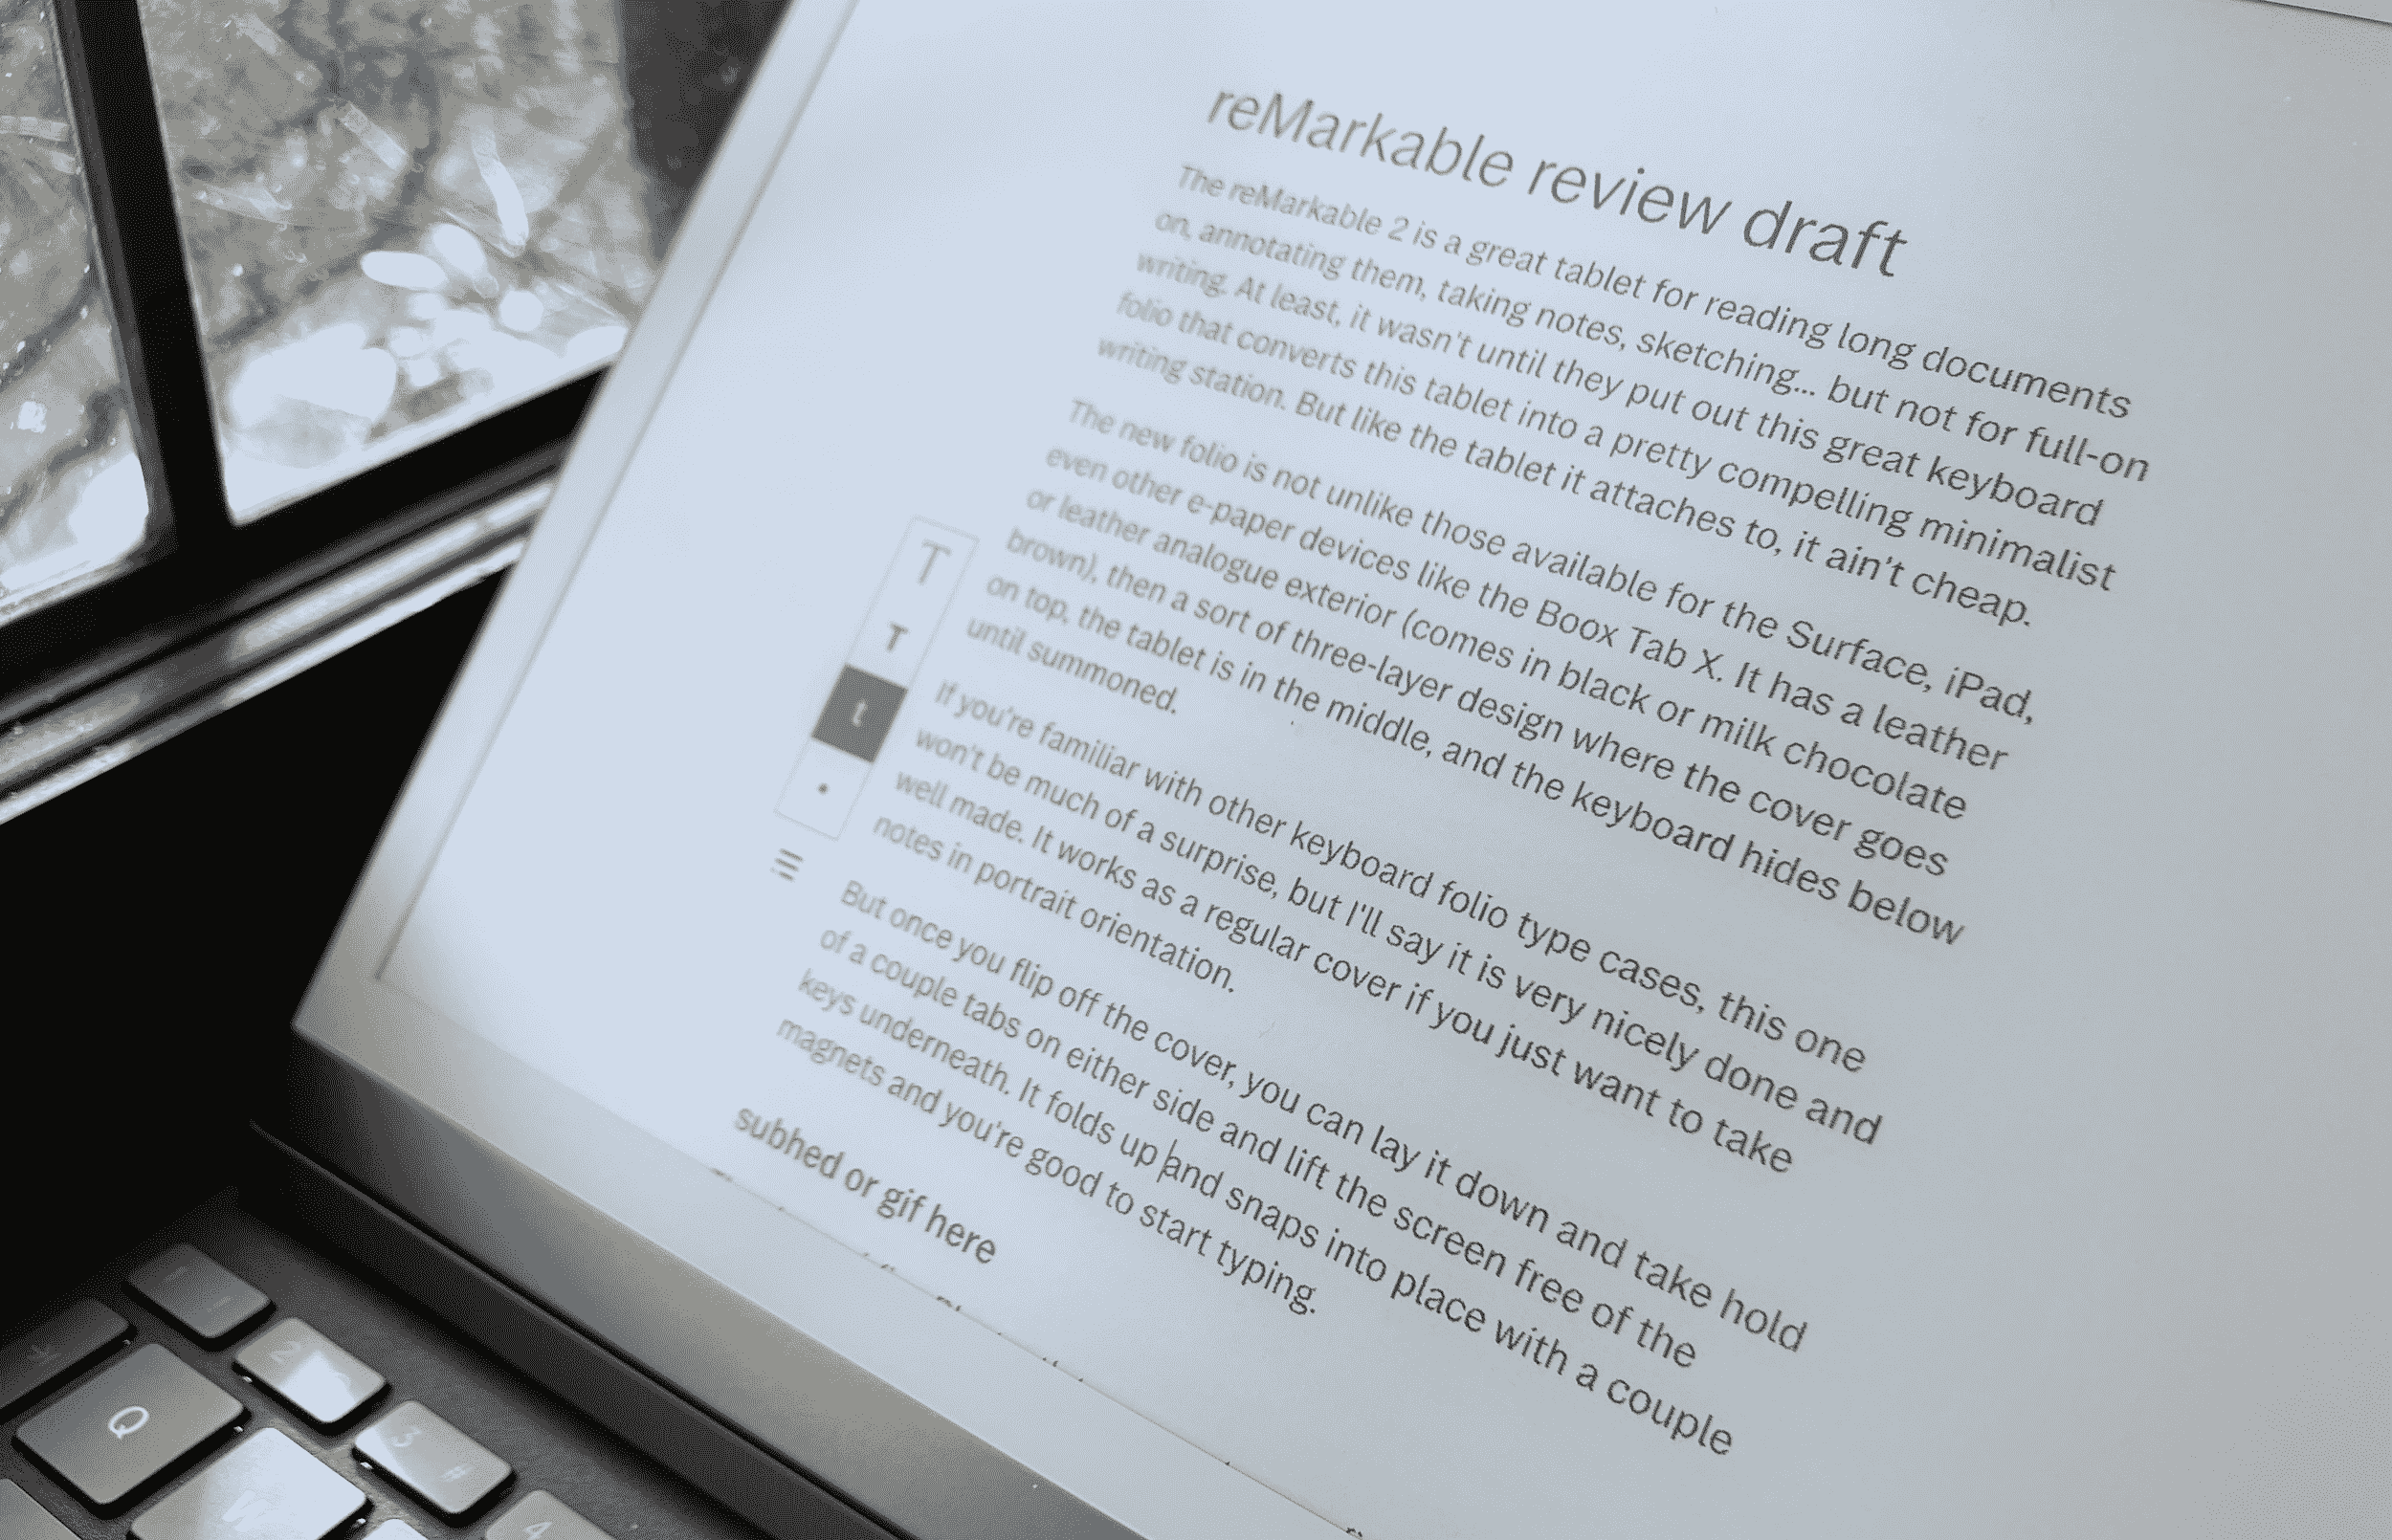 reMarkable review draft
The reMarkable 2 is a great tablet for reading long documents
on, annotating them, taking notes, sketching... but not for full-on
writing. At least, it wasn't until they put out this great keyboard
folio that converts this tablet into a pretty compelling minimalist
writing station. But like the tablet it attaches to, it ain't cheap.
The new folio is not unlike those available for the Surface, iPad,
even other e-paper devices like the Boox Tab X. It has a leather
or leather analogue exterior (comes in black or milk chocolate
brown), then a sort of three-layer design where the cover goes
on top, the tablet is in the middle, and the keyboard hides below
until summoned.
If you're familiar with other keyboard folio type cases, this one
won't be much of a surprise, but I'll say it is very nicely done and
well made. It works as a regular cover if you just want to take
notes in portrait orientation.
But once you flip off the cover, you can lay it down and take hold
of a couple tabs on either side and lift the screen free of the
keys underneath. It folds up and snaps into place with a couple
magnets and you're good to start typing.
subhed or gif here
T
T
t
2
3
#
4
Q
W